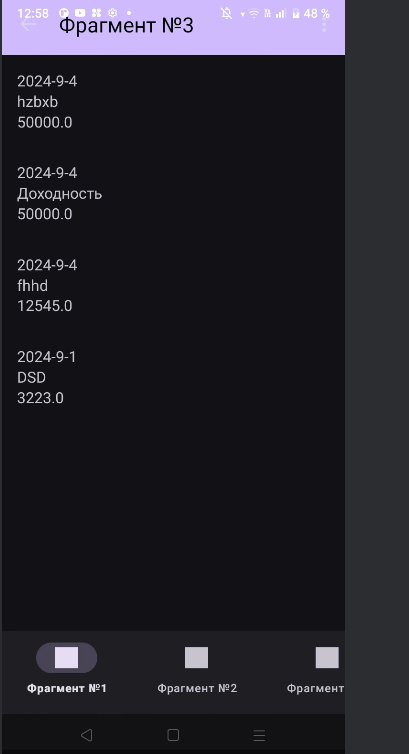 12:58 48 %
Фрагмент №3
2024-9-4
hzbxb
50000.0
2024-9-4
Доходность
50000.0
2024-9-4
fhhd
12545.0
2024-9-1
DSD
3223.0
Фрагмент №1 Фрагмент №2 Фрагмент